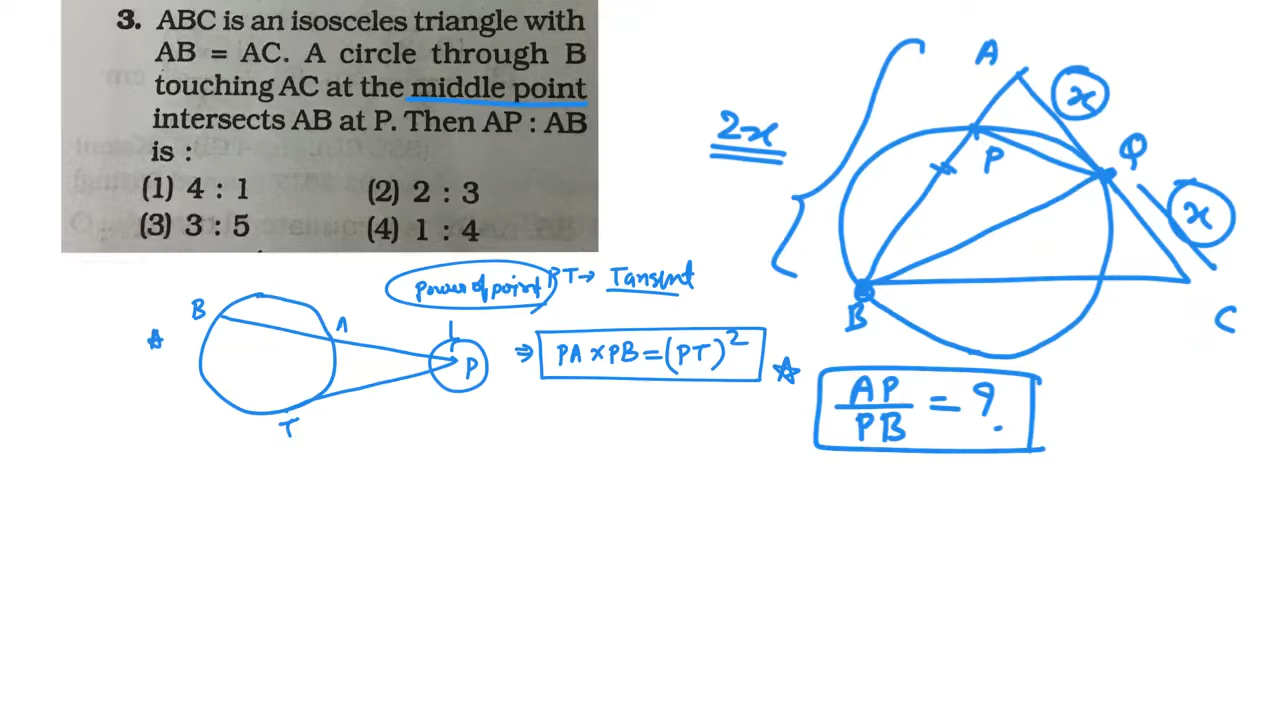 3. ABC is an isosceles triangle with
AB = AC. A circle through B
touching AC at the middle point
intersects AB at P. Then AP : AB
is :
(1) 4 : 1 (2) 2 : 3
(3) 3 : 5 (4) 1 : 4
A
x
2x
P
Q
x
B
C
Power of point PT→ Tangent
B
A
P
T
⇒ PA × PB = (PT)²
AP/PB = ?